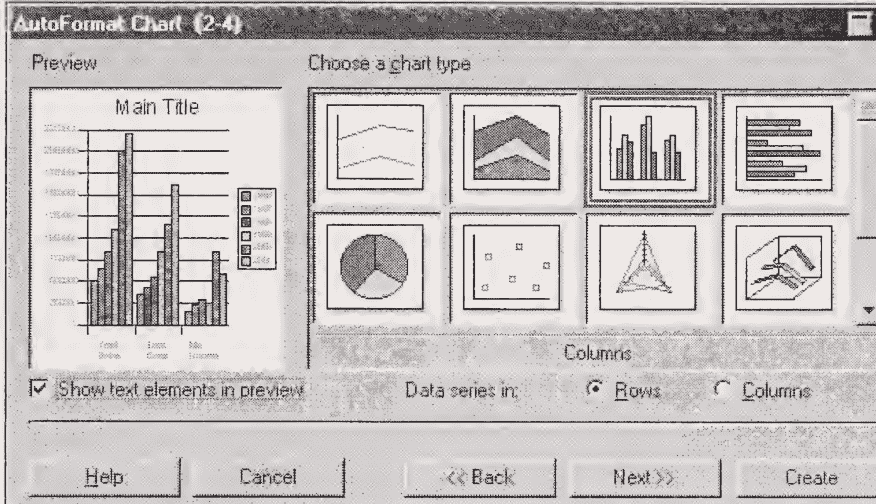 AutoFormat Chart (2-4)
Preview
Choose a chart type
Main Title
Columns
Show text elements in preview
Data series in:
Rows
Columns
Help
Cancel
<< Back
Next >>
Create